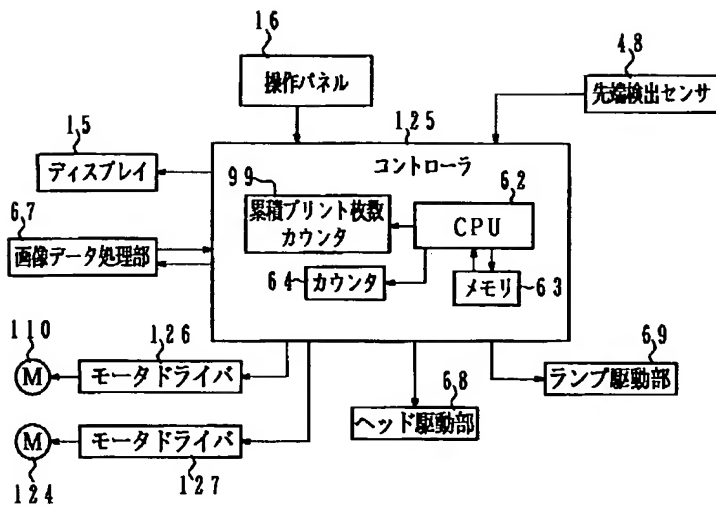 16
操作パネル
48
先端検出センサ
125
コントローラ
15
ディスプレイ
99
累積プリント枚数
カウンタ
62
CPU
67
画像データ処理部
64
カウンタ
メモリ
63
110
M
126
モータドライバ
69
ランプ駆動部
68
ヘッド駆動部
M
124
モータドライバ
127